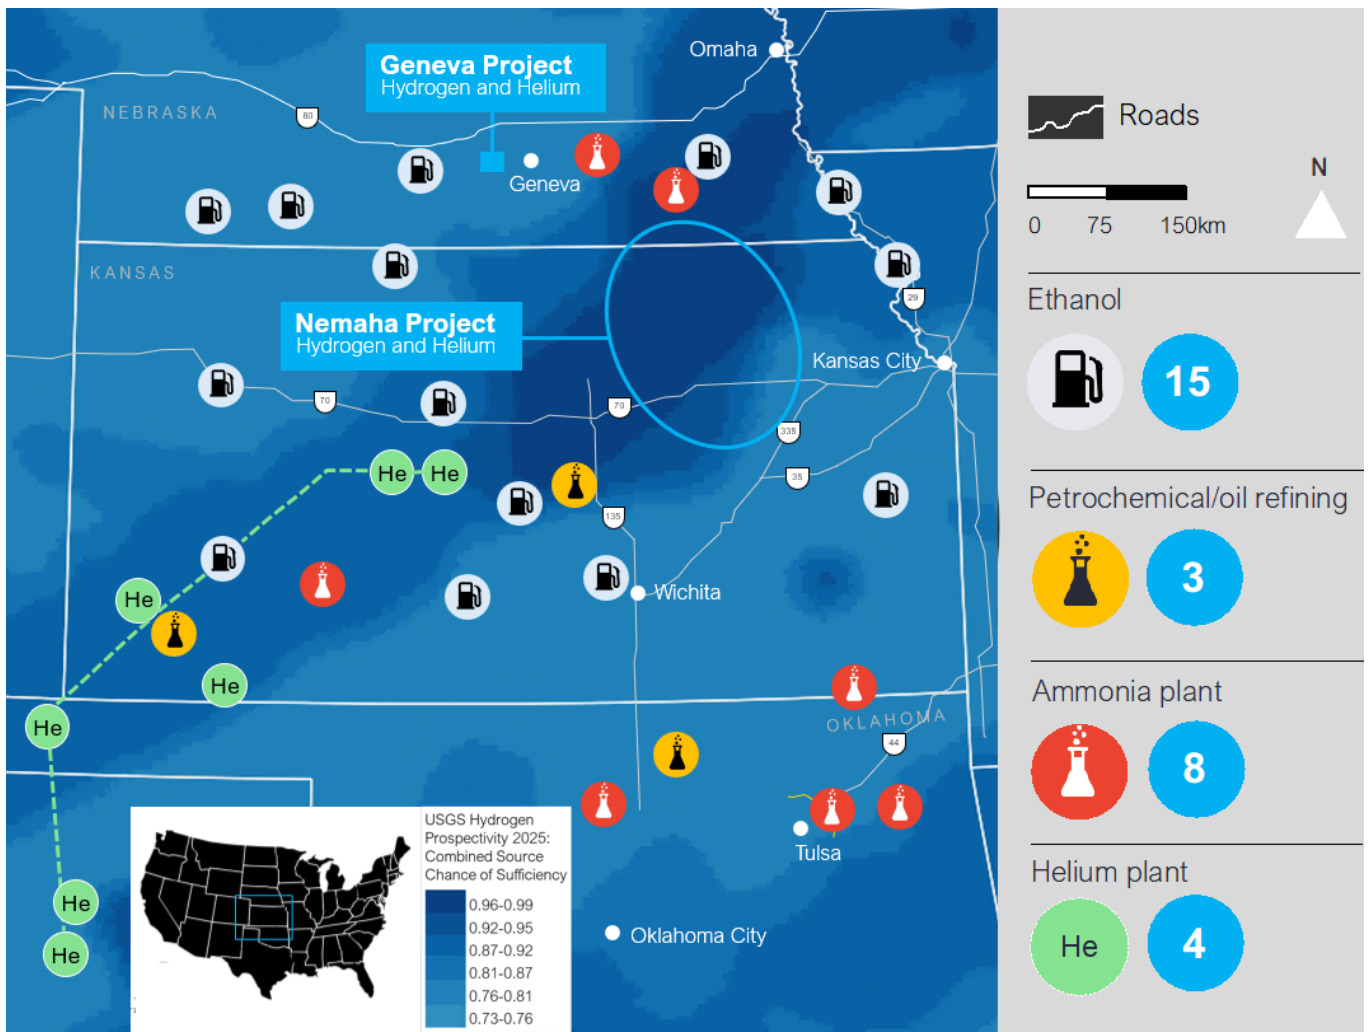 Omaha
Geneva Project
Hydrogen and Helium
NEBRASKA
80
Geneva
KANSAS
29
Nemaha Project
Hydrogen and Helium
Kansas City
70
70
335
He
He
35
135
He
Wichita
He
He
OKLAHOMA
44
Tulsa
He
He
Oklahoma City
USGS Hydrogen
Prospectivity 2025:
Combined Source
Chance of Sufficiency
0.96-0.99
0.92-0.95
0.87-0.92
0.81-0.87
0.76-0.81
0.73-0.76
Roads
N
0 75 150km
Ethanol
15
Petrochemical/oil refining
3
Ammonia plant
8
Helium plant
He
4